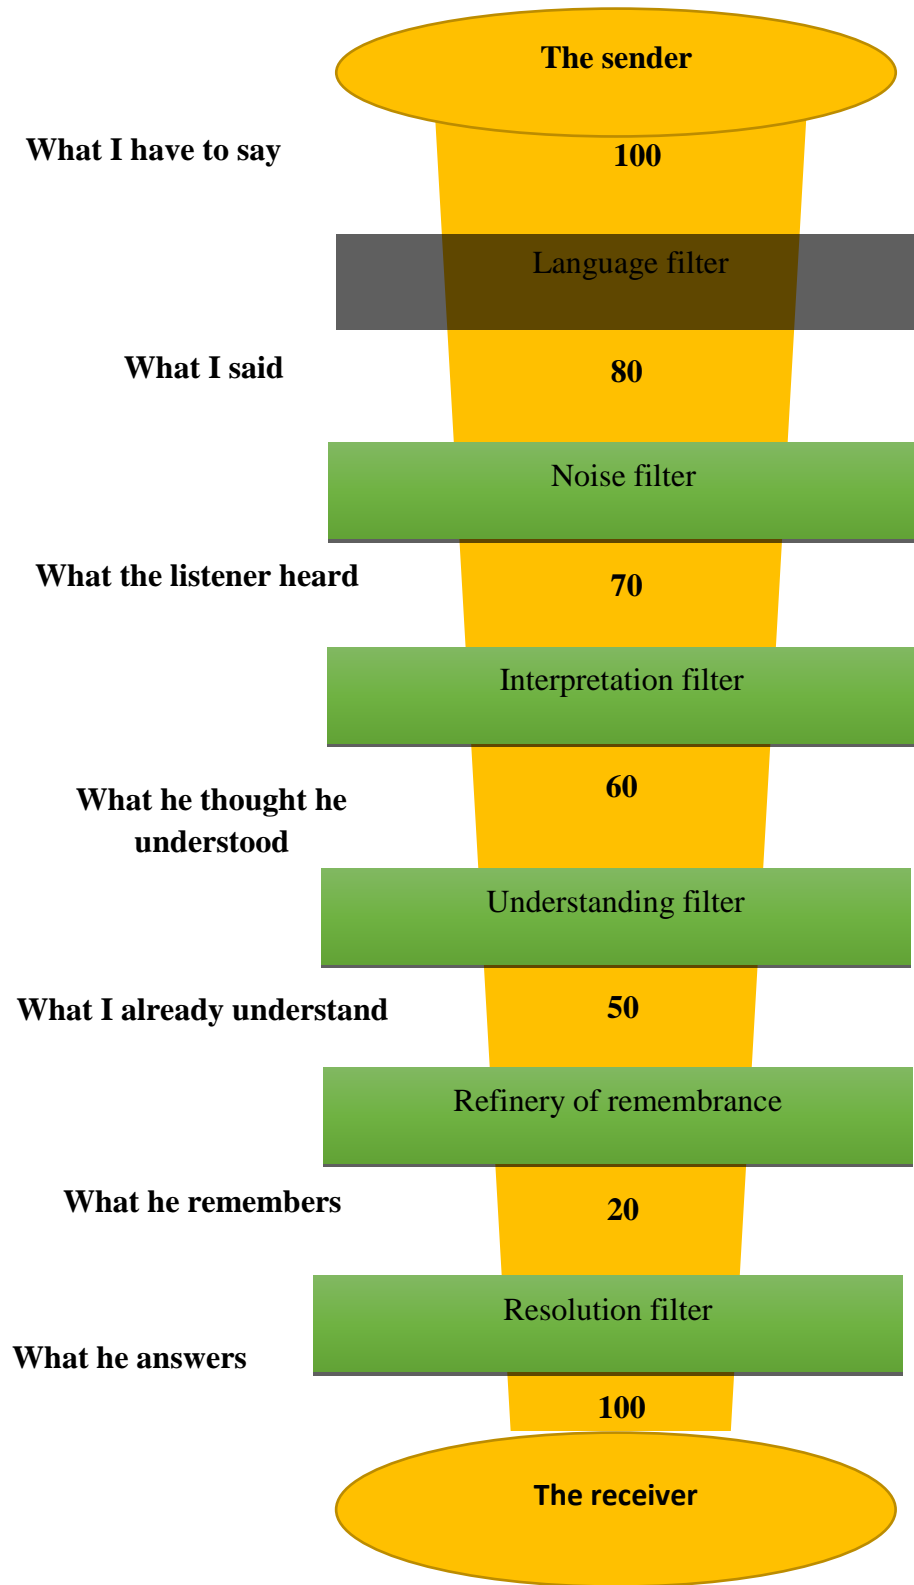 The sender
What I have to say
100
Language filter
What I said
80
Noise filter
What the listener heard
70
Interpretation filter
What he thought he
understood
60
Understanding filter
What I already understand
50
Refinery of remembrance
What he remembers
20
Resolution filter
What he answers
100
The receiver